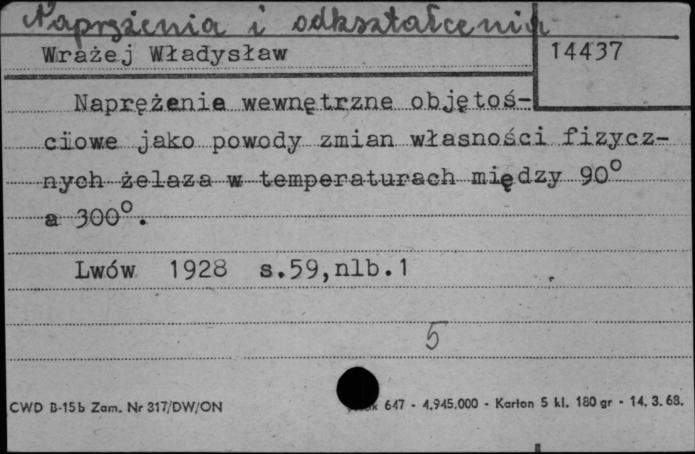 Naprężenia i odkształcenia
Wrażej Władysław
14437
Naprężenie wewnętrzne objętoś-
ciowe jako powody zmian własności fizycz-
nych żelaza w temperaturach między 90°
a 300°.
Lwów 1928 s.59,nlb.1
5
CWD B-15b Zam. Nr 317/DW/ON
647 - 4.945.000 - Karton 5 kl. 180 gr - 14. 3. 68.